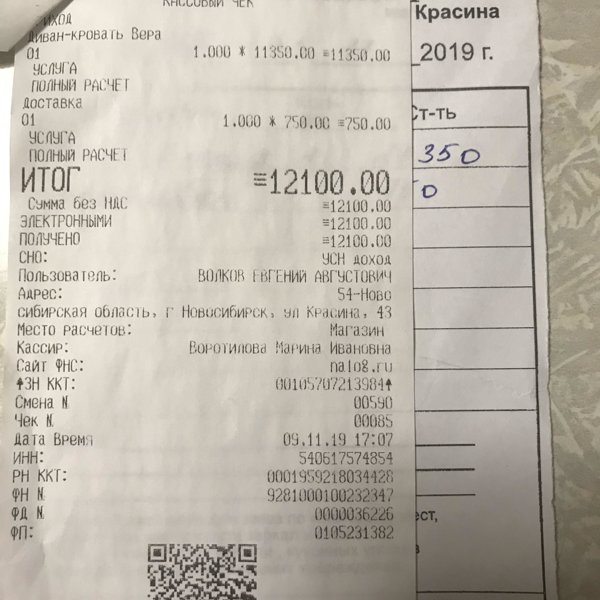 КАССОВЫЙ ЧЕК
Диван-кровать Вера
01 1.000 * 11350.00 =11350.00
УСЛУГА
ПОЛНЫЙ РАСЧЕТ
Доставка
01 1.000 * 750.00 =750.00
УСЛУГА
ПОЛНЫЙ РАСЧЕТ
ИТОГ =12100.00
Сумма без НДС =12100.00
ЭЛЕКТРОННЫМИ =12100.00
ПОЛУЧЕНО =12100.00
СНО: УСН доход
Пользователь: ВОЛКОВ ЕВГЕНИЙ АВГУСТОВИЧ
Адрес: 54-Ново
сибирская область, г Новосибирск, ул Красина, 43
Место расчетов: Магазин
Кассир: Воротилова Марина Ивановна
Сайт ФНС: nalog.ru
↑ЗН ККТ: 00105707213984↑
Смена № 00590
Чек № 00085
Дата Время 09.11.19 17:07
ИНН: 540617574854
РН ККТ: 0001959218034428
ФН № 9281000100232347
ФД № 0000036226
ФП: 0105231382
Красина
2019 г.
Ст-ть
350